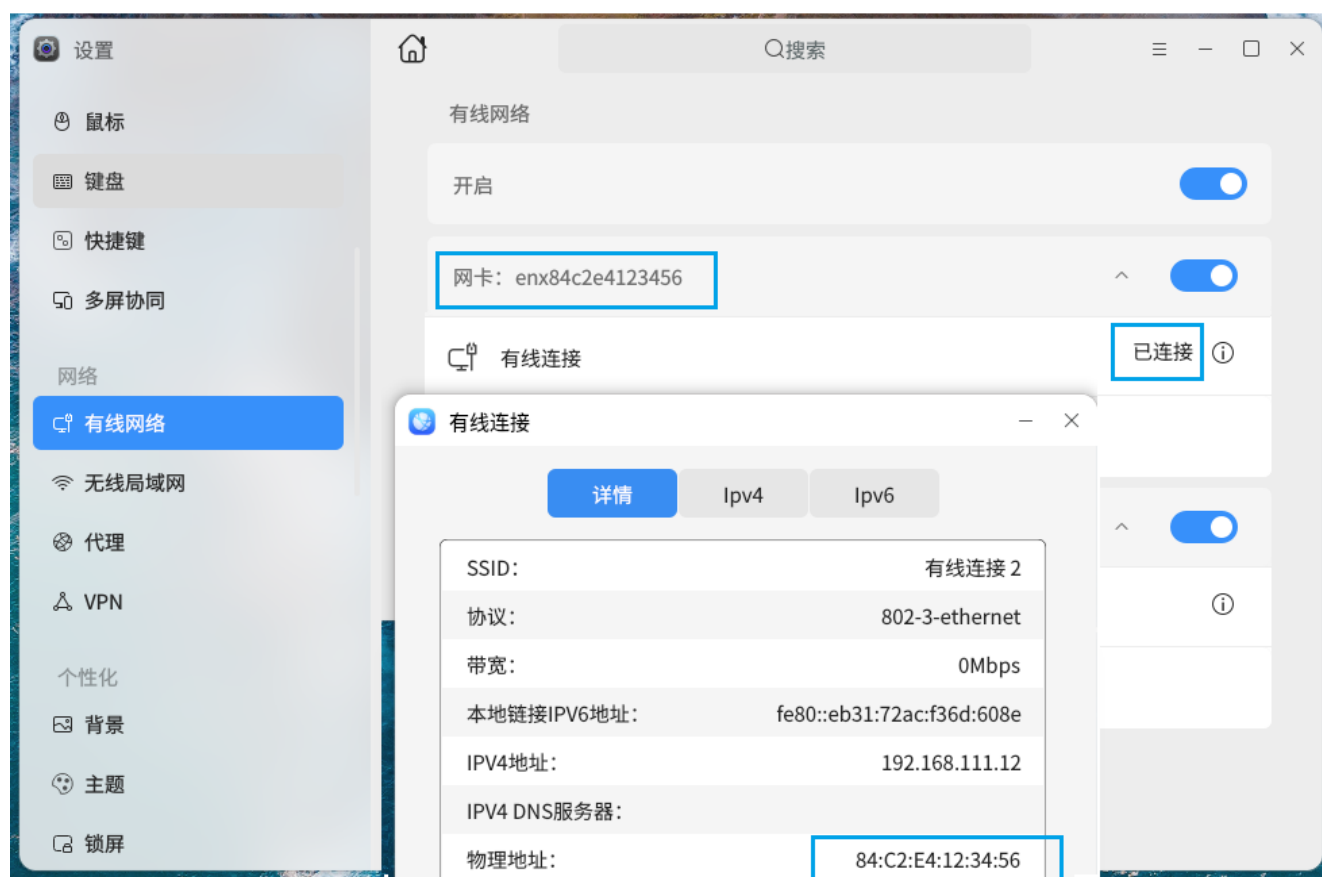 设置
搜索
鼠标
键盘
快捷键
多屏协同
网络
有线网络
无线局域网
代理
VPN
个性化
背景
主题
锁屏
有线网络
开启
网卡：enx84c2e4123456
有线连接
已连接
有线连接
详情 Ipv4 Ipv6
SSID： 有线连接 2
协议： 802-3-ethernet
带宽： 0Mbps
本地链接IPV6地址： fe80::eb31:72ac:f36d:608e
IPV4地址： 192.168.111.12
IPV4 DNS服务器：
物理地址： 84:C2:E4:12:34:56